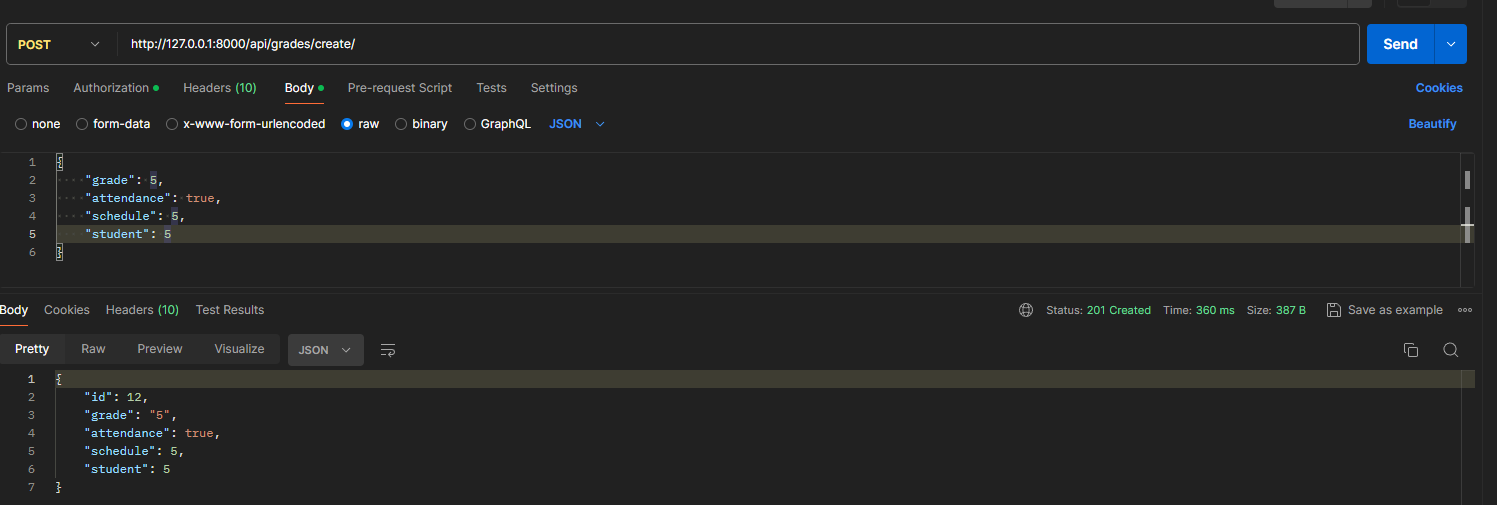 POST http://127.0.0.1:8000/api/grades/create/ Send
Params Authorization Headers (10) Body Pre-request Script Tests Settings Cookies
none form-data x-www-form-urlencoded raw binary GraphQL JSON Beautify
1 {
2 "grade": 5,
3 "attendance": true,
4 "schedule": 5,
5 "student": 5
6 }
Body Cookies Headers (10) Test Results Status: 201 Created Time: 360 ms Size: 387 B Save as example
Pretty Raw Preview Visualize JSON
1 {
2 "id": 12,
3 "grade": "5",
4 "attendance": true,
5 "schedule": 5,
6 "student": 5
7 }